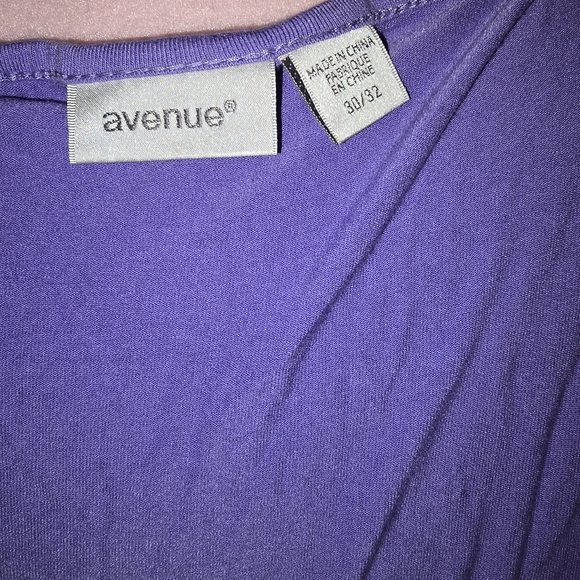 avenue®
MADE IN CHINA
FABRIQUE
EN CHINE
30/32